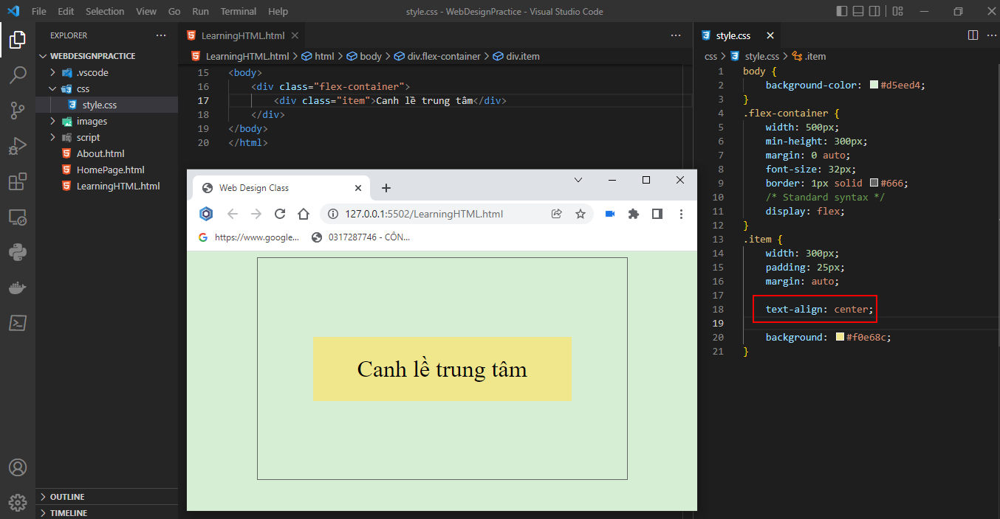 File Edit Selection View Go Run Terminal Help
style.css - WebDesignPractice - Visual Studio Code
EXPLORER
WEBDESIGNPRACTICE
.vscode
css
style.css
images
script
About.html
HomePage.html
LearningHTML.html
OUTLINE
TIMELINE
LearningHTML.html
LearningHTML.html > html > body > div.flex-container > div.item
15 <body>
16 <div class="flex-container">
17 <div class="item">Canh lề trung tâm</div>
18 </div>
19 </body>
20 </html>
Web Design Class
127.0.0.1:5502/LearningHTML.html
https://www.google...
0317287746 - CÔN...
Canh lề trung tâm
style.css
css > style.css > .item
1 body {
2 background-color: #d5eed4;
3 }
4 .flex-container {
5 width: 500px;
6 min-height: 300px;
7 margin: 0 auto;
8 font-size: 32px;
9 border: 1px solid #666;
10 /* Standard syntax */
11 display: flex;
12 }
13 .item {
14 width: 300px;
15 padding: 25px;
16 margin: auto;
17
18 text-align: center;
19
20 background: #f0e68c;
21 }